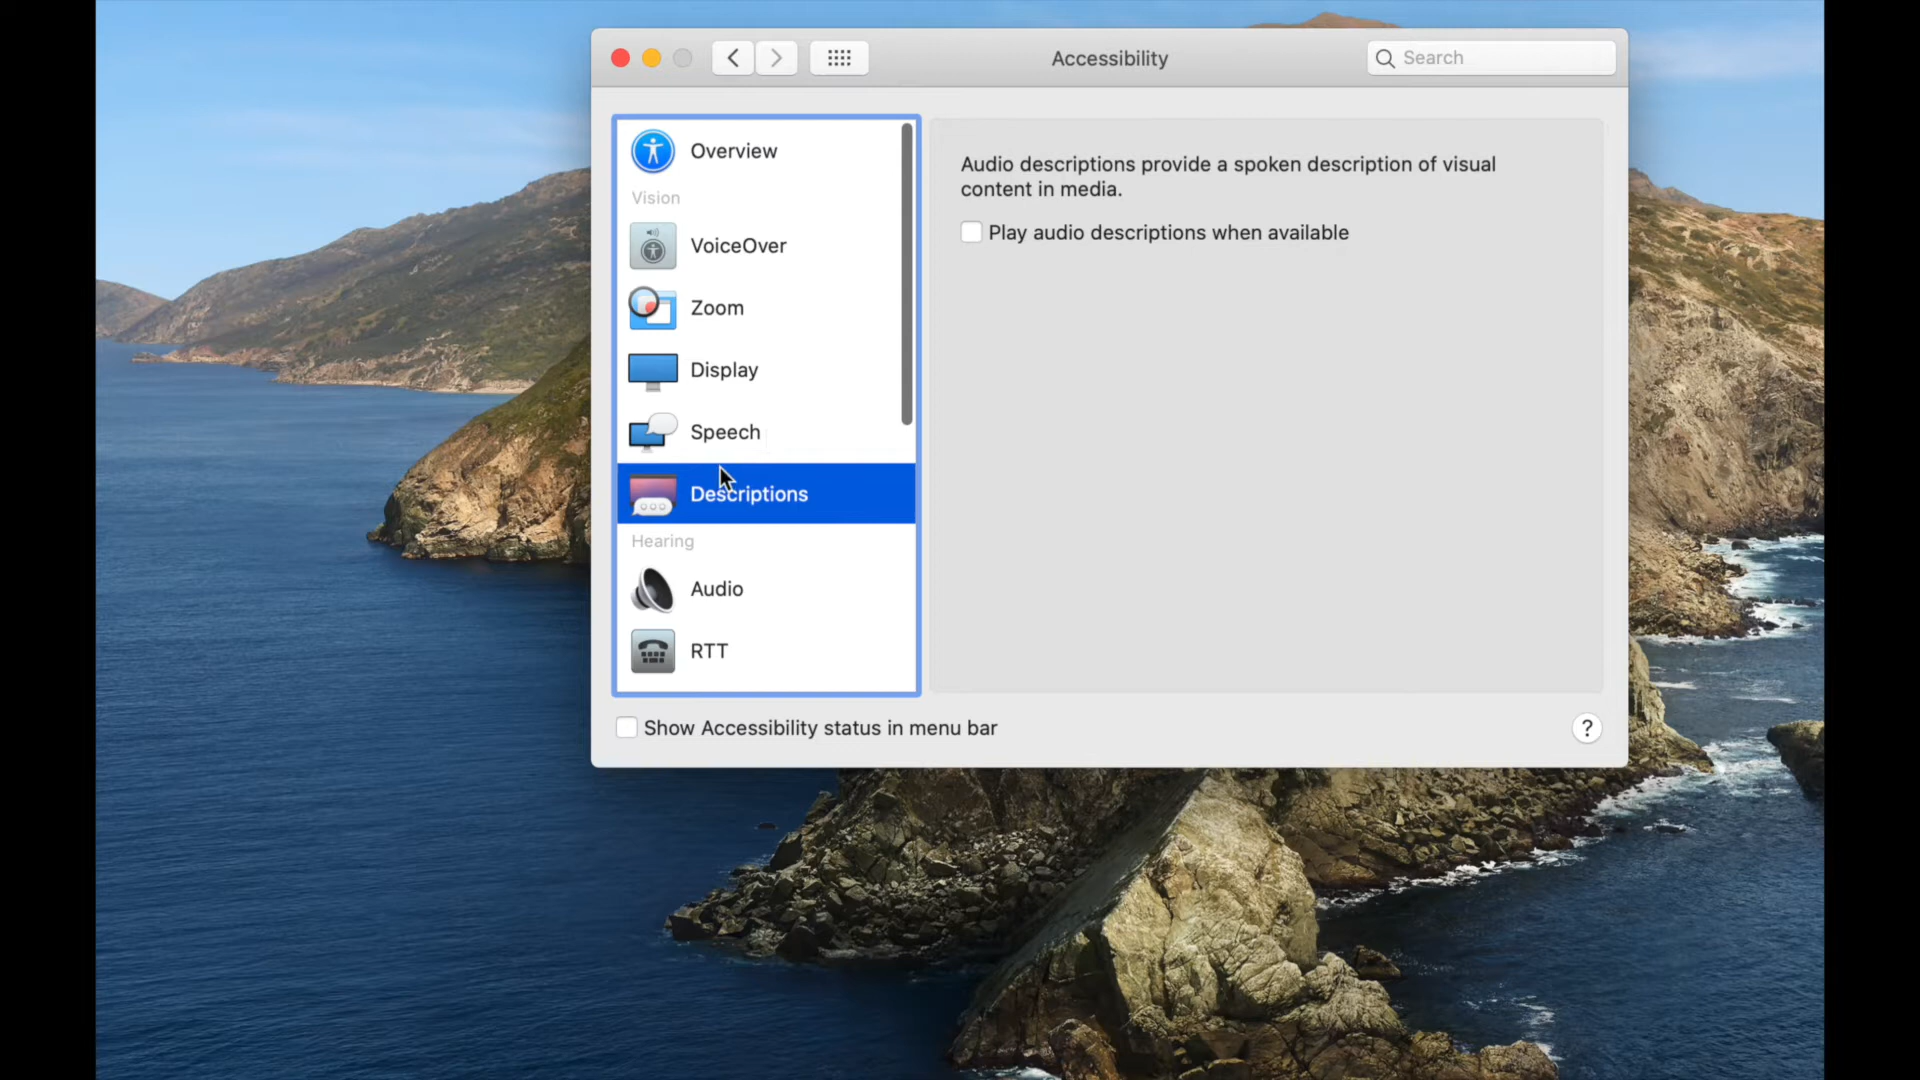 Accessibility
Search
Overview
Vision
VoiceOver
Zoom
Display
Speech
Descriptions
Hearing
Audio
RTT
Audio descriptions provide a spoken description of visual
content in media.
Play audio descriptions when available
Show Accessibility status in menu bar
?